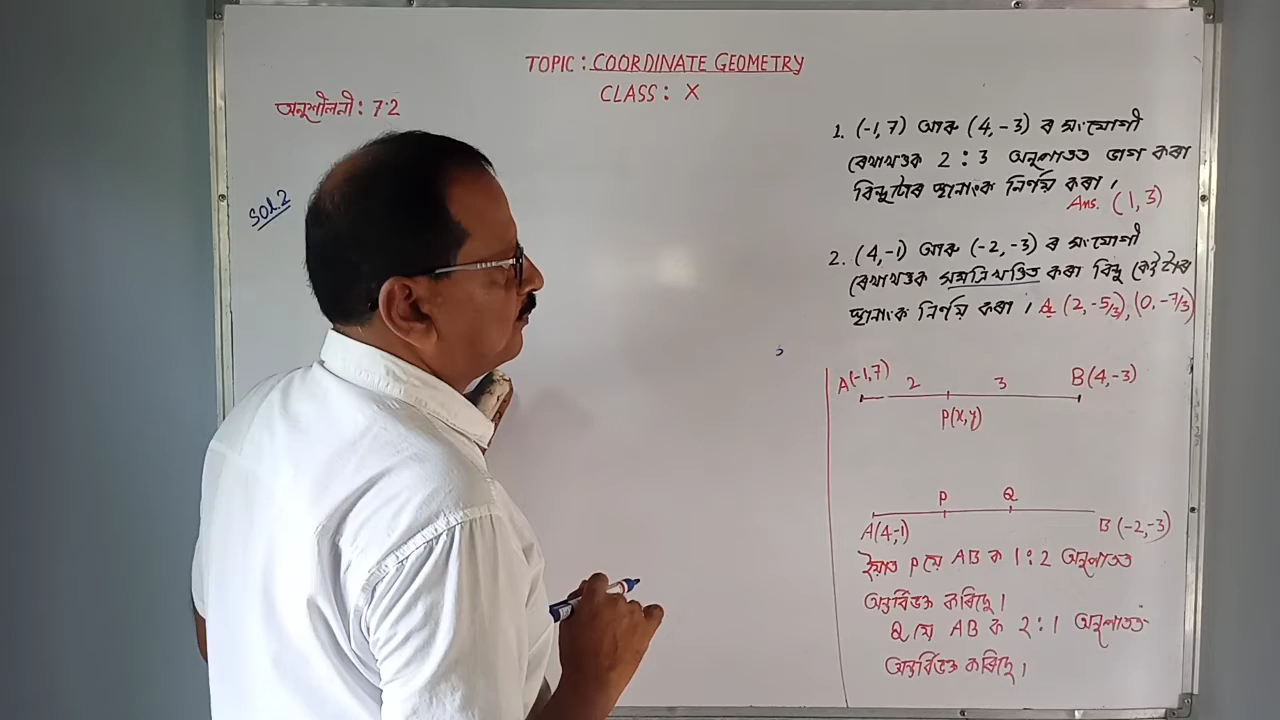 TOPIC: COORDINATE GEOMETRY
CLASS: X
অনুশীলনী: 7.2
SOL.2
1. (-1,7) আৰু (4,-3) ৰ সংযোগী
ৰেখাখণ্ডক 2:3 অনুপাতত ভাগ কৰা
বিন্দুটোৰ স্থানাংক নিৰ্ণয় কৰা।
Ans. (1,3)
2. (4,-1) আৰু (-2,-3) ৰ সংযোগী
ৰেখাখণ্ডক সমত্ৰিখণ্ডিত কৰা বিন্দু কেইটাৰ
স্থানাংক নিৰ্ণয় কৰা। A (2,-5/3), (0,-7/3)
A(-1,7) 2 3 B(4,-3)
P(x,y)
P Q
A(4,-1) B(-2,-3)
ইয়াত P য়ে AB ক 1:2 অনুপাতত
অন্তৰ্বিভক্ত কৰিছে।
Q য়ে AB ক 2:1 অনুপাতত
অন্তৰ্বিভক্ত কৰিছে।